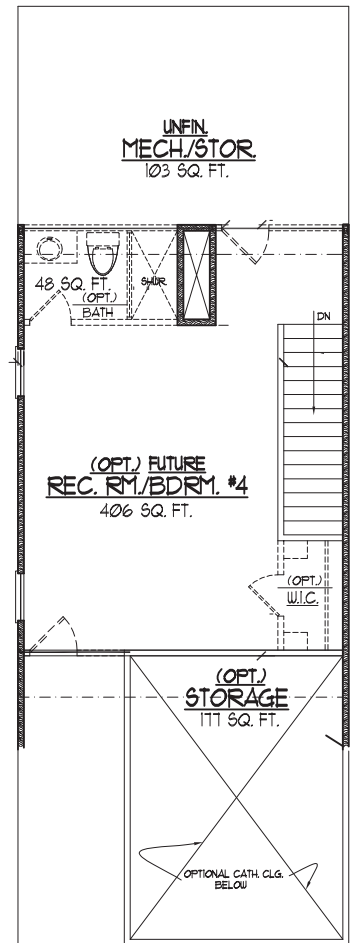 UNFIN.
MECH./STOR.
103 SQ. FT.
48 SQ. FT.
(OPT.)
BATH
SHWR
DN
(OPT.) FUTURE
REC. RM./BDRM. #4
406 SQ. FT.
(OPT.)
W.I.C.
(OPT.)
STORAGE
177 SQ. FT.
OPTIONAL CATH. CLG.
BELOW